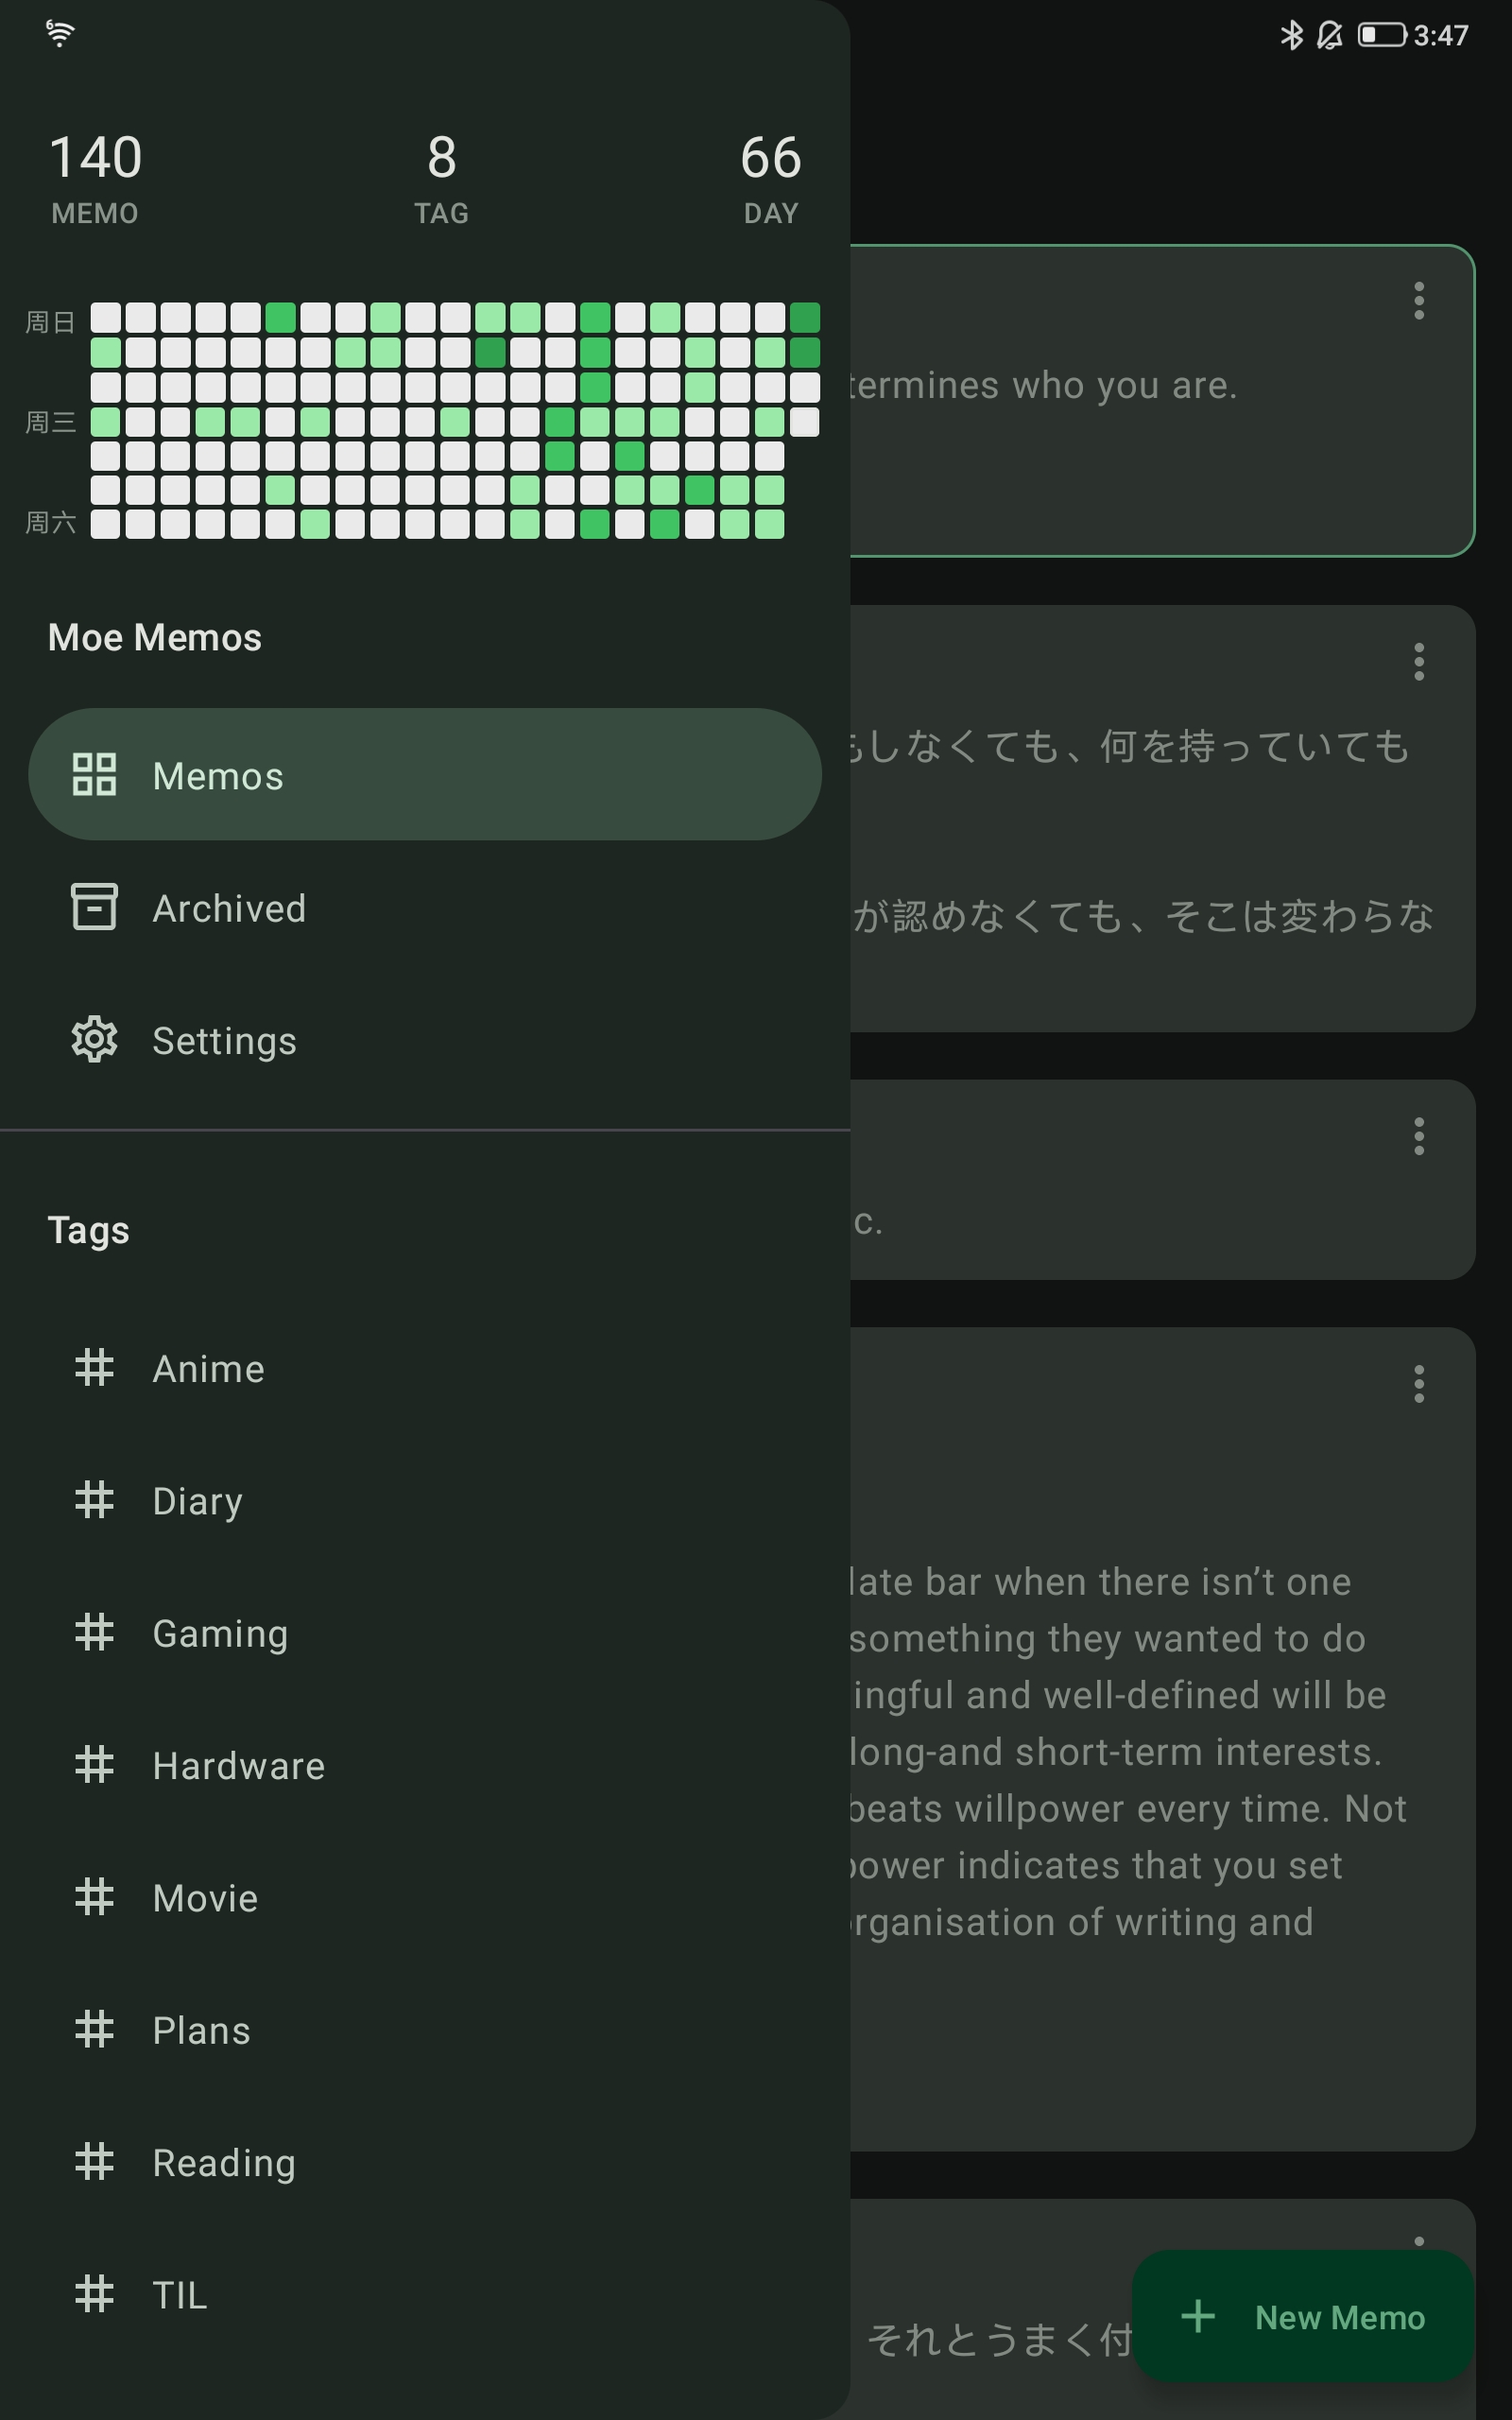 6
3:47
140
8
66
MEMO
TAG
DAY
周日
周三
周六
Moe Memos
Memos
Archived
Settings
Tags
Anime
Diary
Gaming
Hardware
Movie
Plans
Reading
TIL
who you are.
しなくても、何を持っていても
が認めなくても、そこは変わらな
c.
bar when there isn’t one
something they wanted to do
and well-defined will be
long-and short-term interests.
beats willpower every time. Not
indicates that you set
of writing and
それとうまく付
New Memo